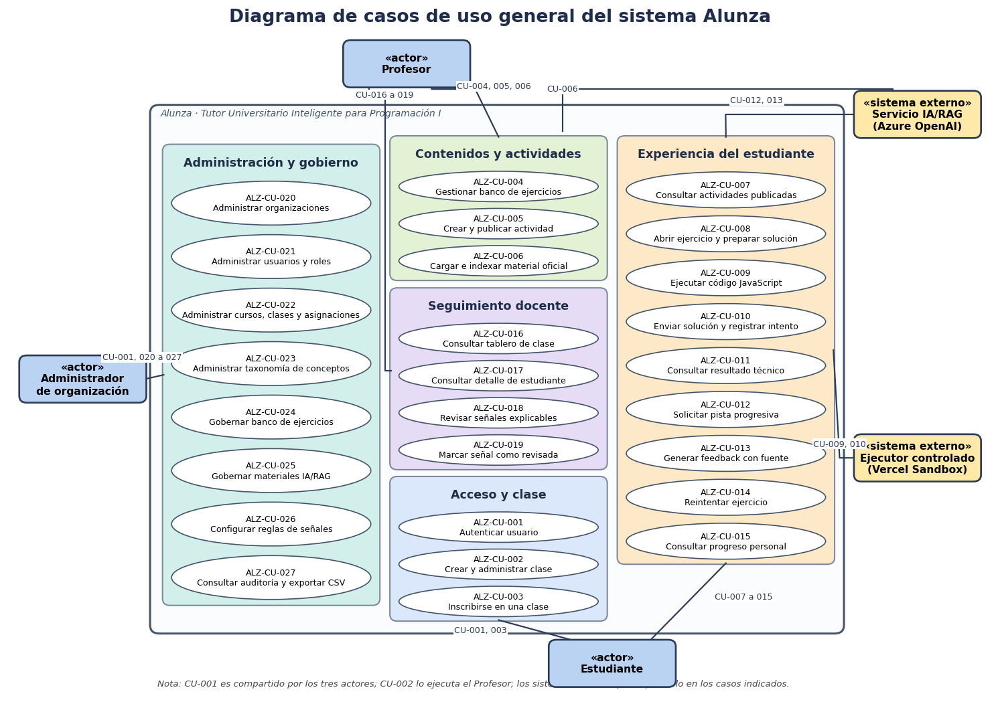 Diagrama de casos de uso general del sistema Alunza
«actor»
Profesor
CU-016 a 019
CU-004, 005, 006
CU-006
CU-012, 013
«sistema externo»
Servicio IA/RAG
(Azure OpenAI)
Alunza · Tutor Universitario Inteligente para Programación I
Administración y gobierno
ALZ-CU-020
Administrar organizaciones
ALZ-CU-021
Administrar usuarios y roles
ALZ-CU-022
Administrar cursos, clases y asignaciones
ALZ-CU-023
Administrar taxonomía de conceptos
ALZ-CU-024
Gobernar banco de ejercicios
ALZ-CU-025
Gobernar materiales IA/RAG
ALZ-CU-026
Configurar reglas de señales
ALZ-CU-027
Consultar auditoría y exportar CSV
CU-001, 020 a 027
«actor»
Administrador
de organización
Contenidos y actividades
ALZ-CU-004
Gestionar banco de ejercicios
ALZ-CU-005
Crear y publicar actividad
ALZ-CU-006
Cargar e indexar material oficial
Seguimiento docente
ALZ-CU-016
Consultar tablero de clase
ALZ-CU-017
Consultar detalle de estudiante
ALZ-CU-018
Revisar señales explicables
ALZ-CU-019
Marcar señal como revisada
Acceso y clase
ALZ-CU-001
Autenticar usuario
ALZ-CU-002
Crear y administrar clase
ALZ-CU-003
Inscribirse en una clase
Experiencia del estudiante
ALZ-CU-007
Consultar actividades publicadas
ALZ-CU-008
Abrir ejercicio y preparar solución
ALZ-CU-009
Ejecutar código JavaScript
ALZ-CU-010
Enviar solución y registrar intento
ALZ-CU-011
Consultar resultado técnico
ALZ-CU-012
Solicitar pista progresiva
ALZ-CU-013
Generar feedback con fuente
ALZ-CU-014
Reintentar ejercicio
ALZ-CU-015
Consultar progreso personal
CU-009, 010
«sistema externo»
Ejecutor controlado
(Vercel Sandbox)
CU-007 a 015
CU-001, 003
«actor»
Estudiante
Nota: CU-001 es compartido por los tres actores; CU-002 lo ejecuta el Profesor; los en los casos indicados.